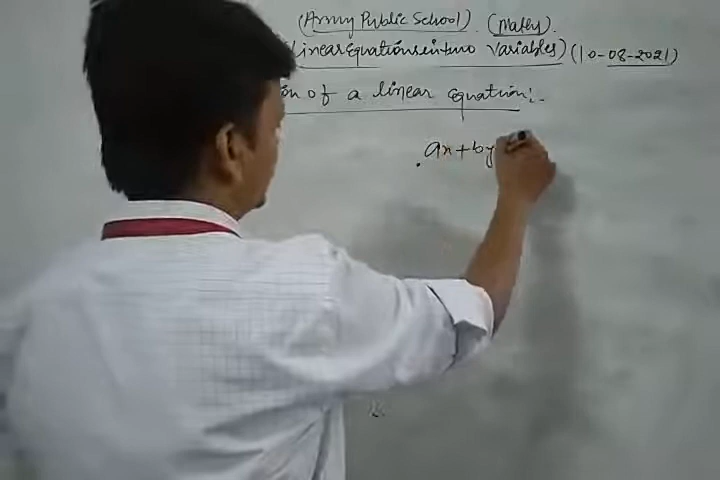 (Army Public School). (Maths).
Linear Equations in two Variables) (10-08-2021)
of a linear equation:-
ax+by